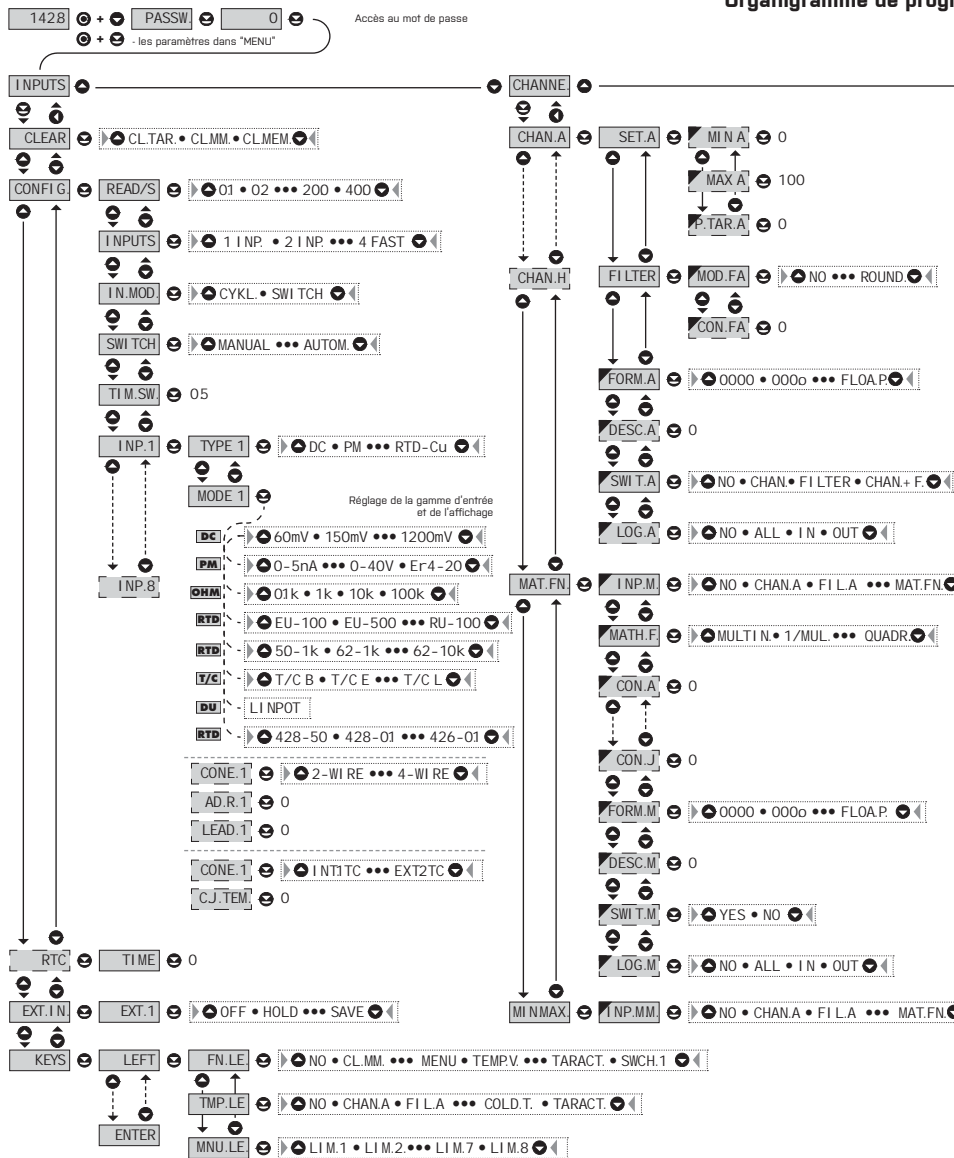 Organigramme de progr
1428 + PASSW. 0 Accès au mot de passe
+ - les paramètres dans "MENU"
INPUTS CHANNE.
CLEAR CL.TAR. • CL.MM. • CL.MEM. CHAN.A SET.A MIN A 0
CONFIG. READ/S 01 • 02 ••• 200 • 400 MAX A 100
P.TAR.A 0
INPUTS 1 INP. • 2 INP. ••• 4 FAST
CHAN.H FILTER MOD.FA NO ••• ROUND.
IN.MOD. CYKL. • SWITCH
CON.FA 0
SWITCH MANUAL ••• AUTOM.
FORM.A 0000 • 000o ••• FLOA.P.
TIM.SW. 05
DESC.A 0
INP.1 TYPE 1 DC • PM ••• RTD-Cu
SWIT.A NO • CHAN. • FILTER • CHAN.+ F.
MODE 1 Réglage de la gamme d'entrée
et de l'affichage
LOG.A NO • ALL • IN • OUT
DC 60mV • 150mV ••• 1200mV
PM 0-5nA ••• 0-40V • Er4-20
INP.8 MAT.FN. INP.M. NO • CHAN.A • FIL.A ••• MAT.FN.
OHM 01k • 1k • 10k • 100k
RTD EU-100 • EU-500 ••• RU-100
MATH.F. MULTIN. • 1/MUL. ••• QUADR.
RTD 50-1k • 62-1k ••• 62-10k
T/C T/C B • T/C E ••• T/C L
CON.A 0
DU LINPOT
RTD 428-50 • 428-01 ••• 426-01
CON.J 0
CONE.1 2-WIRE ••• 4-WIRE
AD.R.1 0
FORM.M 0000 • 000o ••• FLOA.P.
LEAD.1 0
DESC.M 0
CONE.1 INT1TC ••• EXT2TC
C.J.TEM. 0
SWIT.M YES • NO
RTC TIME 0 LOG.M NO • ALL • IN • OUT
EXT.IN. EXT.1 OFF • HOLD ••• SAVE MINMAX. INP.MM. NO • CHAN.A • FIL.A ••• MAT.FN.
KEYS LEFT FN.LE. NO • CL.MM. ••• MENU • TEMP.V. ••• TARACT. • SWCH.1
TMP.LE NO • CHAN.A • FIL.A ••• COLD.T. • TARACT.
ENTER
MNU.LE. LIM.1 • LIM.2. ••• LIM.7 • LIM.8